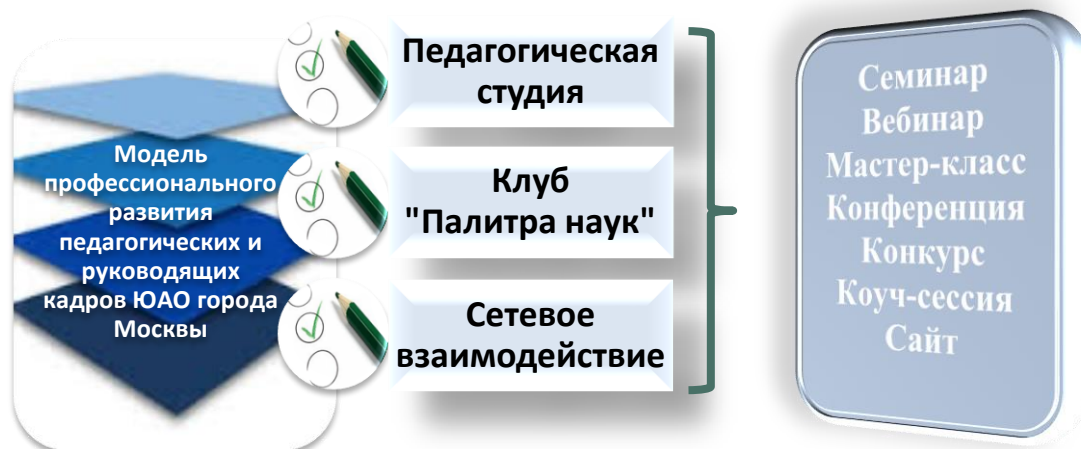 Модель
профессионального
развития
педагогических и
руководящих
кадров ЮАО города
Москвы
Педагогическая
студия
Клуб
"Палитра наук"
Сетевое
взаимодействие
Семинар
Вебинар
Мастер-класс
Конференция
Конкурс
Коуч-сессия
Сайт